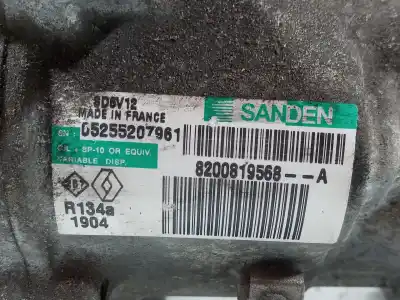 SD6V12
MADE IN FRANCE
SANDEN
SN : 05255207961
OIL : SP-10 OR EQUIV.
VARIABLE DISP.
8200819568--A
R134a
1904